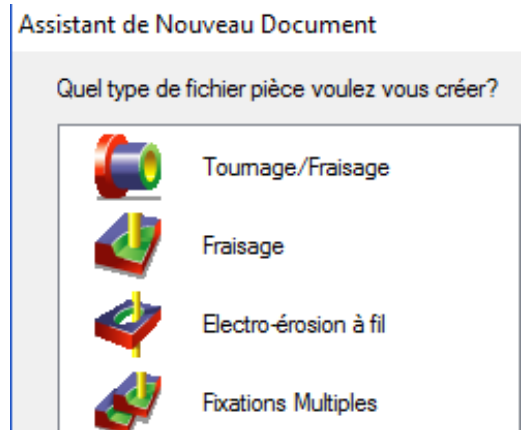 Assistant de Nouveau Document
Quel type de fichier pièce voulez vous créer?
Tournage/Fraisage
Fraisage
Electro-érosion à fil
Fixations Multiples